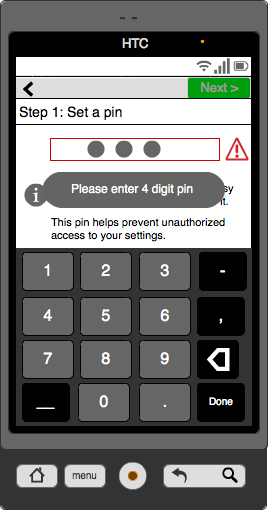 HTC
Next >
Step 1: Set a pin
Please enter 4 digit pin
This pin helps prevent unauthorized
access to your settings.
1 2 3 -
4 5 6 ,
7 8 9
__ 0 . Done
menu